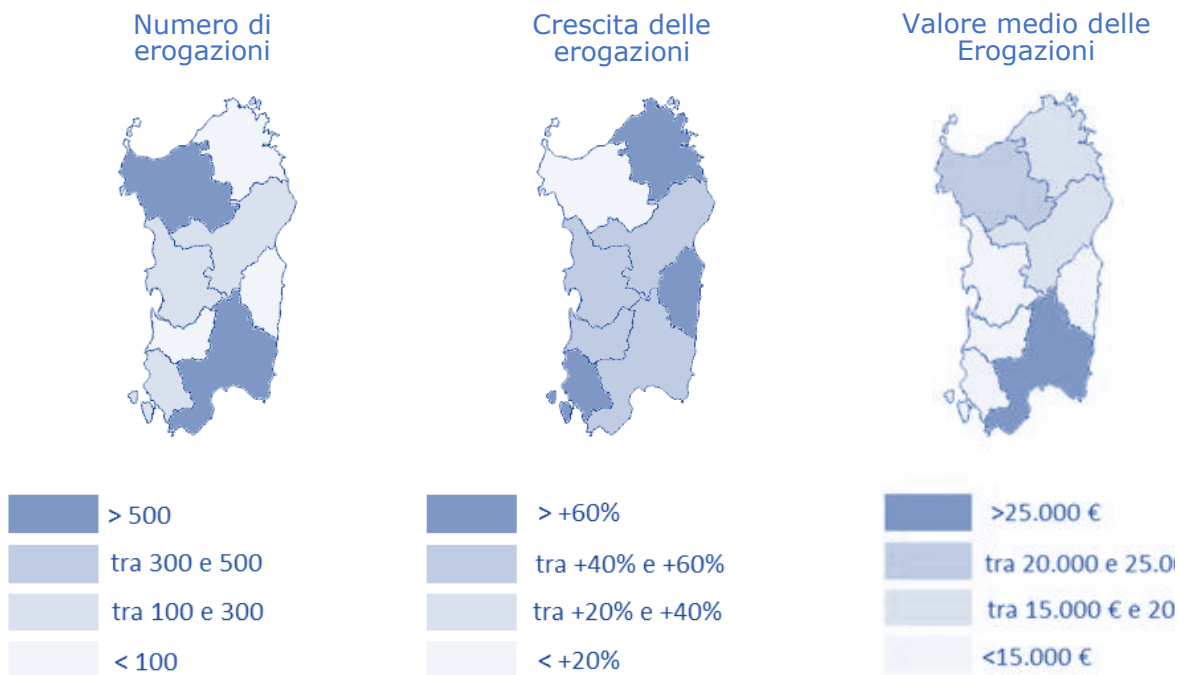 Numero di
erogazioni
Crescita delle
erogazioni
Valore medio delle
Erogazioni
> 500
tra 300 e 500
tra 100 e 300
< 100
> +60%
tra +40% e +60%
tra +20% e +40%
< +20%
>25.000 €
tra 20.000 e 25.0
tra 15.000 € e 20
<15.000 €